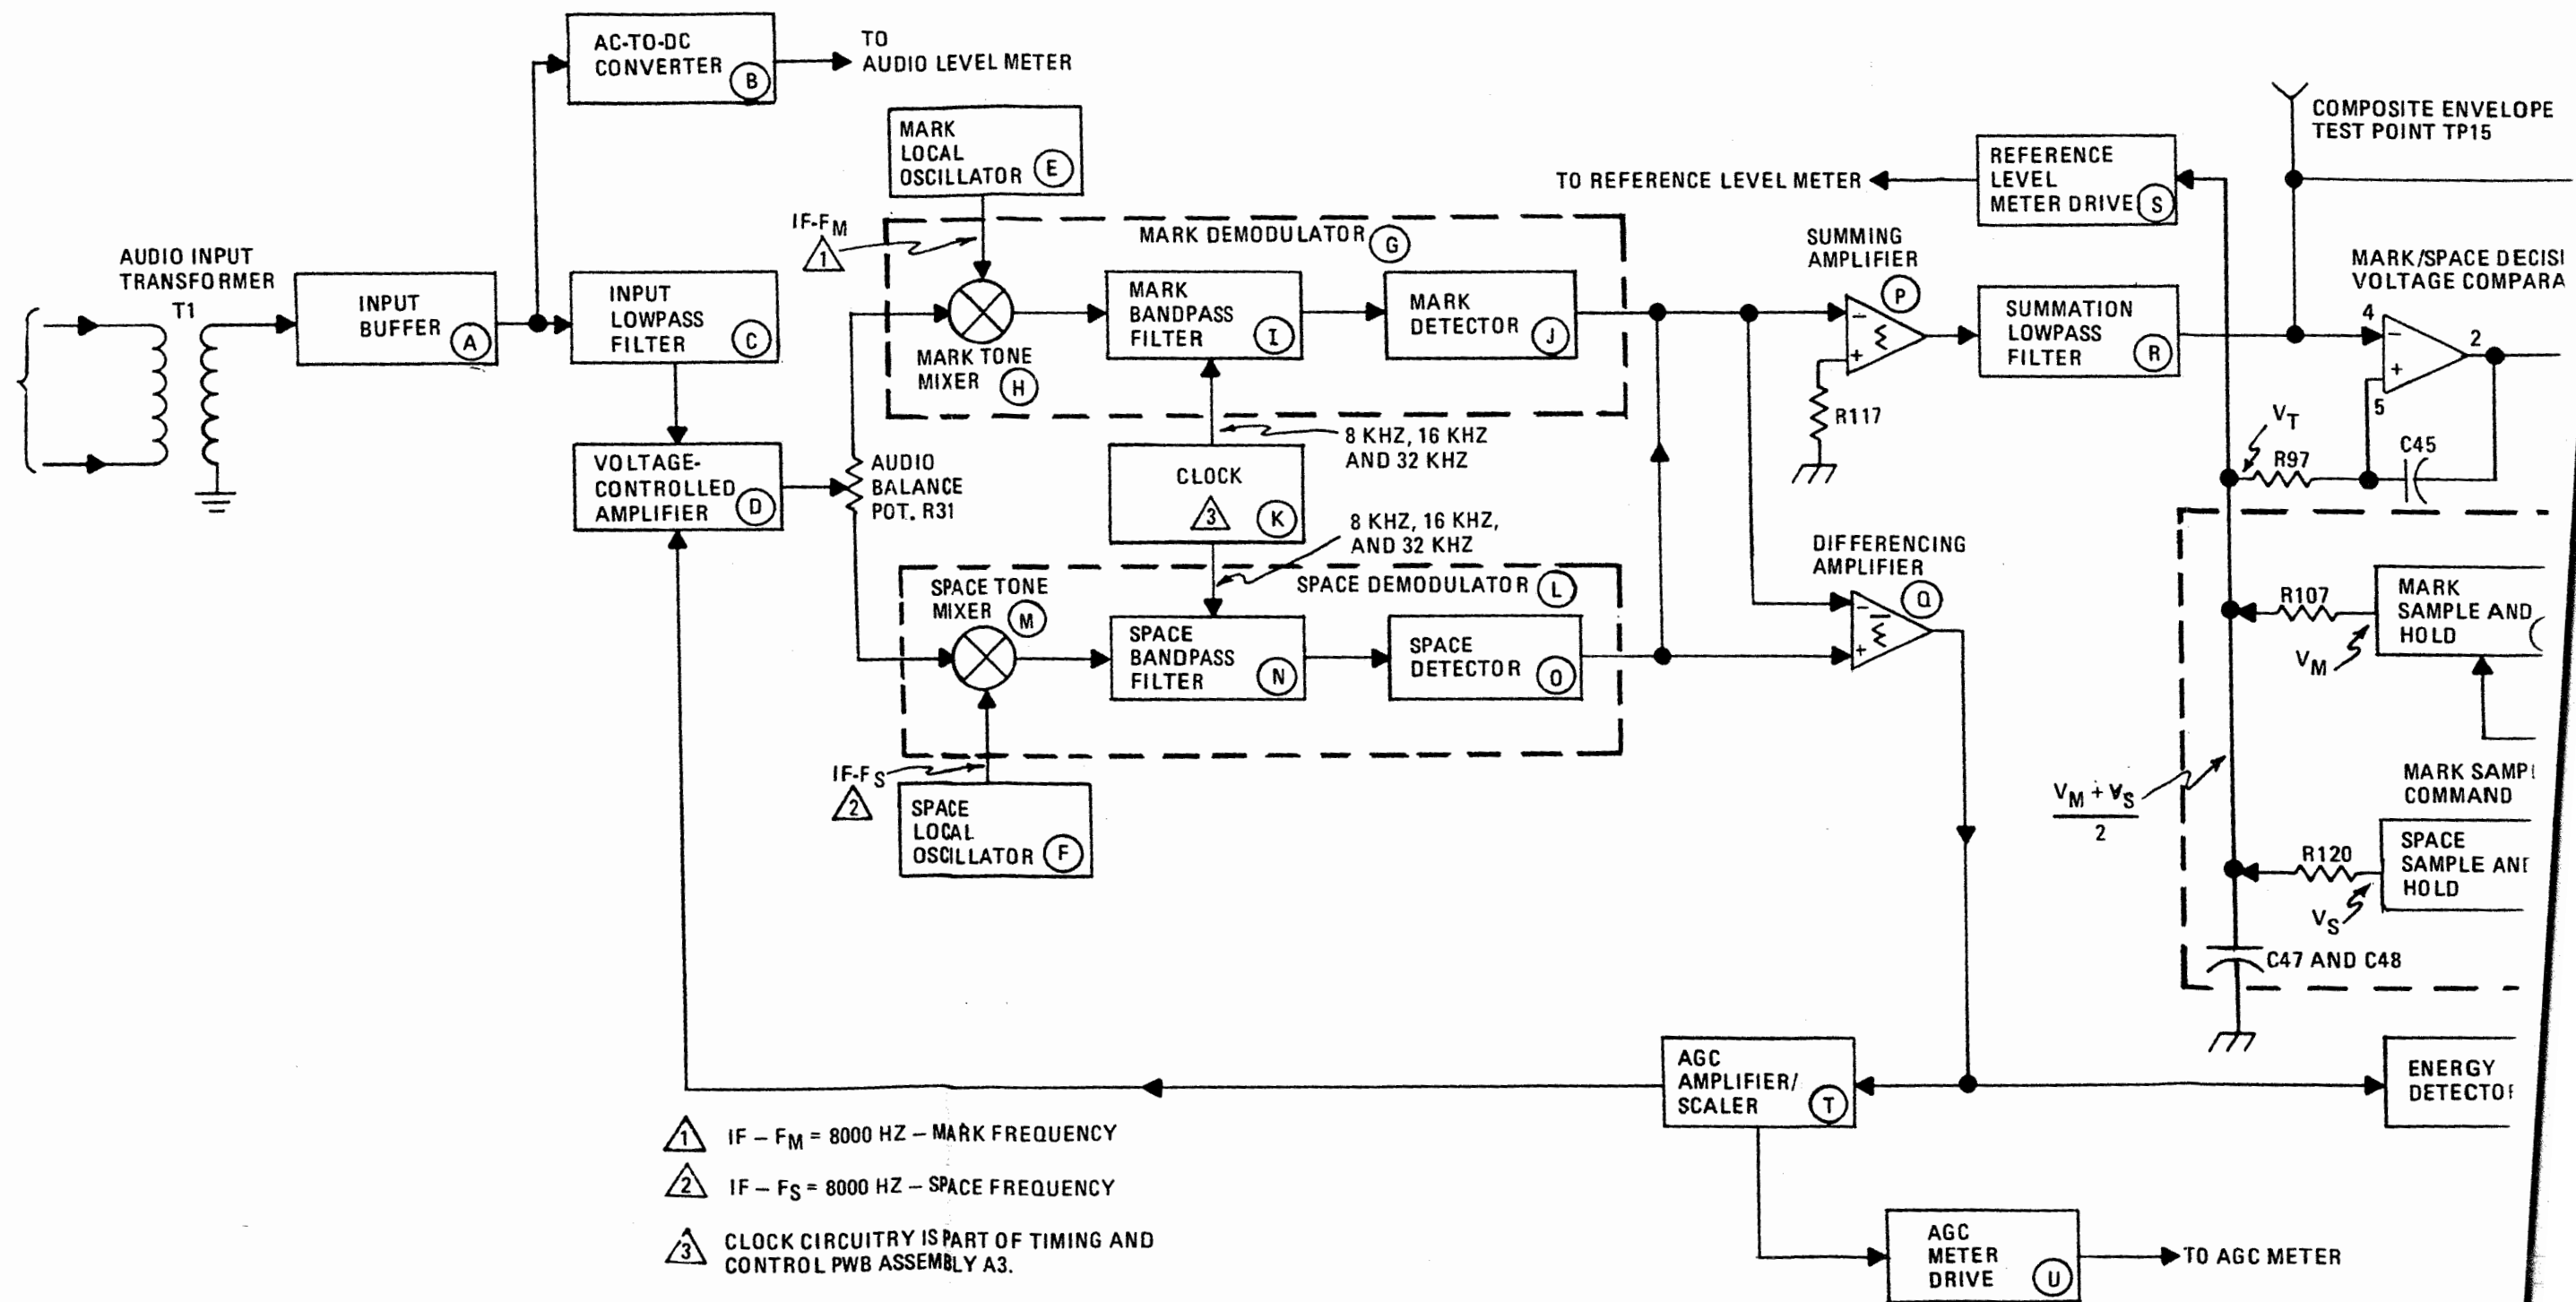 AC-TO-DC
CONVERTER
B
TO
AUDIO LEVEL METER
MARK
LOCAL
OSCILLATOR
E
COMPOSITE ENVELOPE
TEST POINT TP15
REFERENCE
LEVEL
METER DRIVE
S
TO REFERENCE LEVEL METER
IF-FM
1
MARK DEMODULATOR
G
AUDIO INPUT
TRANSFORMER
T1
INPUT
BUFFER
A
INPUT
LOWPASS
FILTER
C
MARK TONE
MIXER
H
MARK
BANDPASS
FILTER
I
MARK
DETECTOR
J
SUMMING
AMPLIFIER
P
−
Σ
+
R117
SUMMATION
LOWPASS
FILTER
R
MARK/SPACE
VOLTAGE
4
−
+
2
5
VT
R97
C45
VOLTAGE-
CONTROLLED
AMPLIFIER
D
AUDIO
BALANCE
POT. R31
8 KHZ, 16 KHZ
AND 32 KHZ
CLOCK
3
K
8 KHZ, 16 KHZ,
AND 32 KHZ
SPACE TONE
MIXER
M
SPACE DEMODULATOR
L
SPACE
BANDPASS
FILTER
N
SPACE
DETECTOR
O
DIFFERENCING
AMPLIFIER
Q
−
Σ
+
R107
MARK
SAMPLE AND
HOLD
VM
IF-FS
2
SPACE
LOCAL
OSCILLATOR
F
VM + VS
2
MARK
COMMAND
R120
SPACE
SAMPLE
HOLD
VS
C47 AND C48
AGC
AMPLIFIER/
SCALER
T
ENERGY
1 IF – FM = 8000 HZ – MARK FREQUENCY
2 IF – FS = 8000 HZ – SPACE FREQUENCY
3 CLOCK CIRCUITRY IS PART OF TIMING AND
CONTROL PWB ASSEMBLY A3.
AGC
METER
DRIVE
U
TO AGC METER